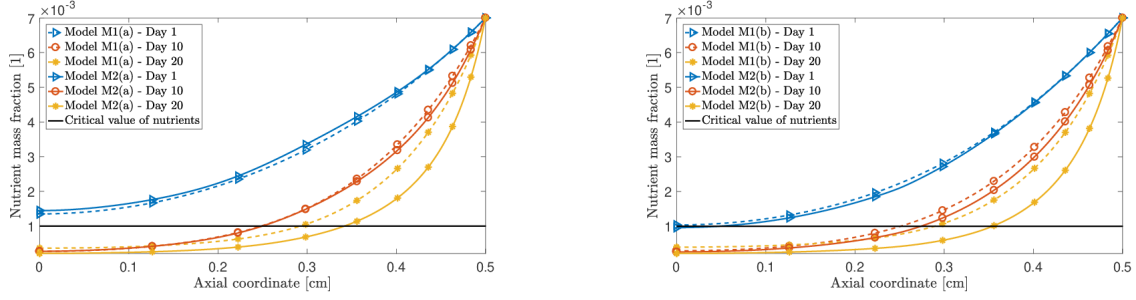 ×10⁻³
7
6
5
4
3
2
1
Nutrient mass fraction [1]
Model M1(a) - Day 1
Model M1(a) - Day 10
Model M1(a) - Day 20
Model M2(a) - Day 1
Model M2(a) - Day 10
Model M2(a) - Day 20
Critical value of nutrients
0 0.1 0.2 0.3 0.4 0.5
Axial coordinate [cm]
×10⁻³
7
6
5
4
3
2
1
Nutrient mass fraction [1]
Model M1(b) - Day 1
Model M1(b) - Day 10
Model M1(b) - Day 20
Model M2(b) - Day 1
Model M2(b) - Day 10
Model M2(b) - Day 20
Critical value of nutrients
0 0.1 0.2 0.3 0.4 0.5
Axial coordinate [cm]